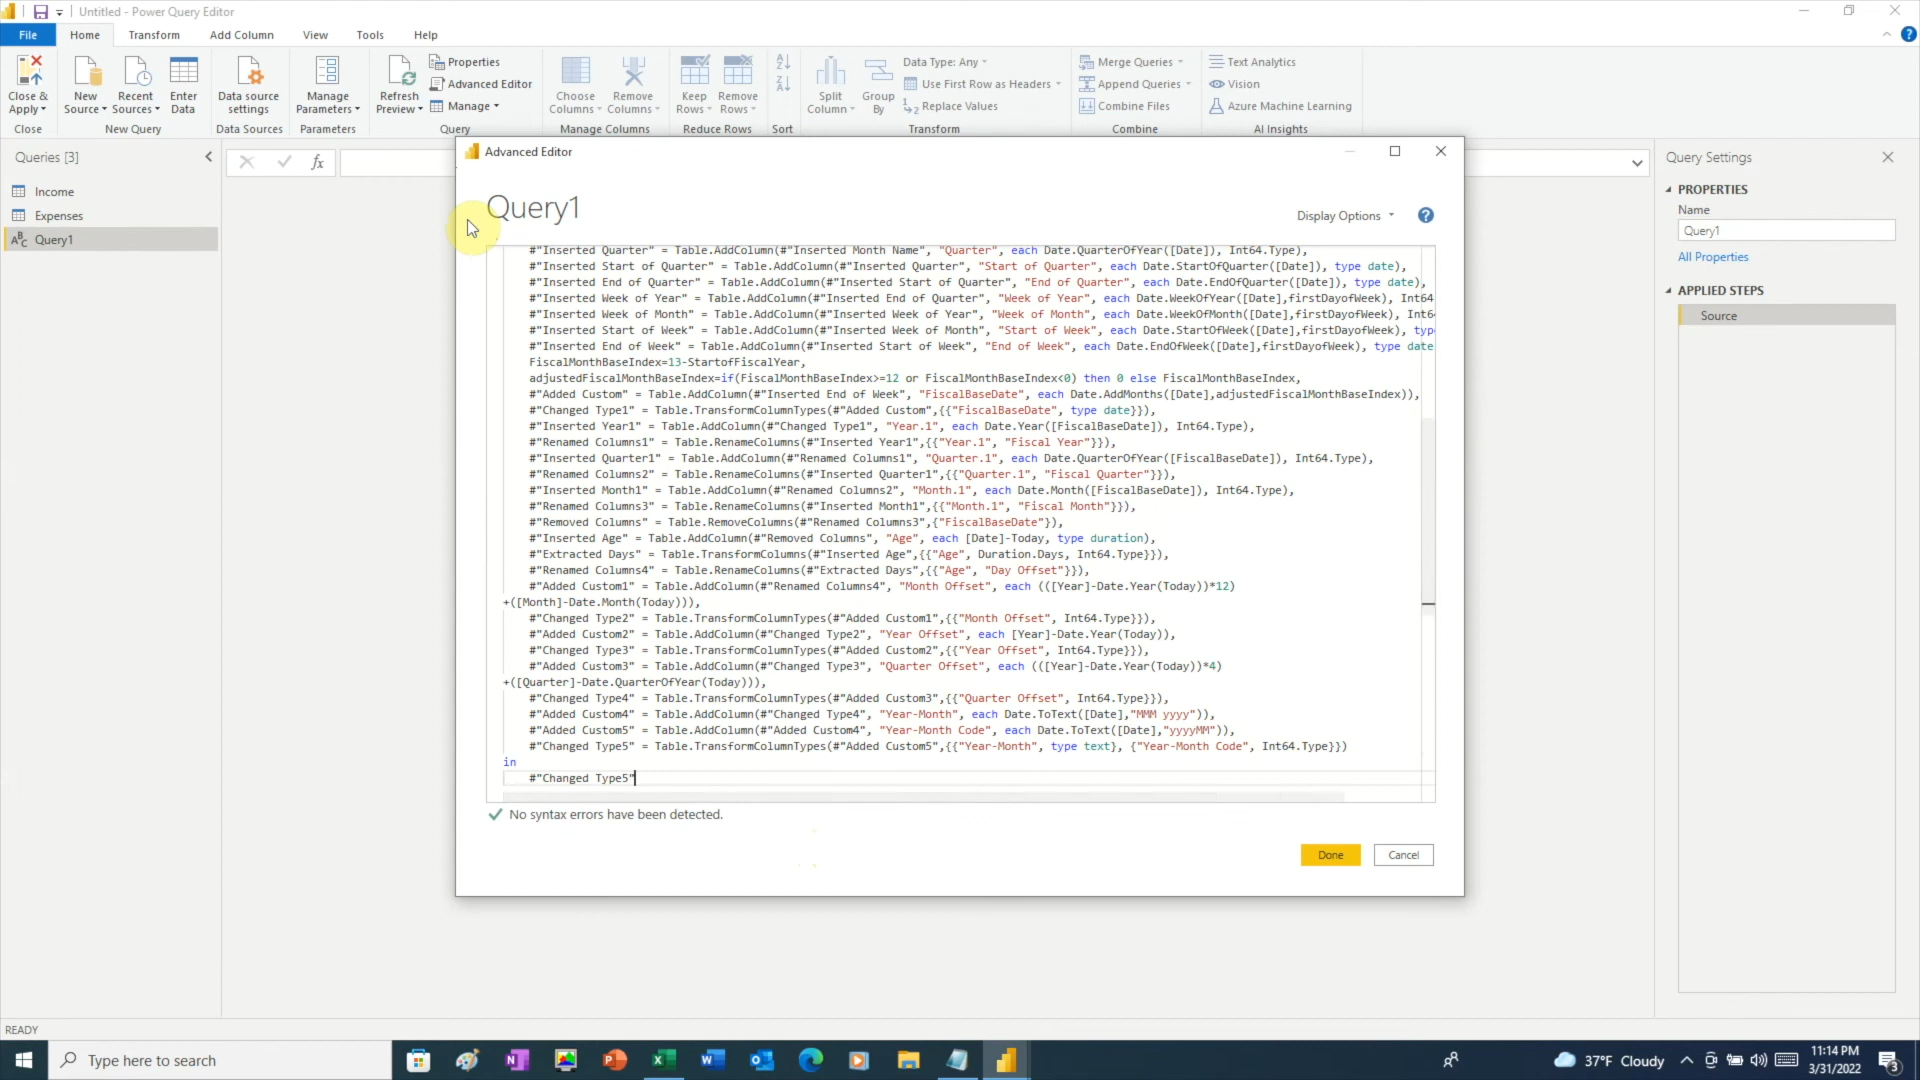 Untitled - Power Query Editor
File Home Transform Add Column View Tools Help
Close & Apply
New Source
Recent Sources
Enter Data
Data source settings
Manage Parameters
Refresh Preview
Properties
Advanced Editor
Manage
Choose Columns
Remove Columns
Keep Rows
Remove Rows
Split Column
Group By
Data Type: Any
Use First Row as Headers
Replace Values
Merge Queries
Append Queries
Combine Files
Text Analytics
Vision
Azure Machine Learning
Close New Query Data Sources Parameters Query Manage Columns Reduce Rows Sort Transform Combine AI Insights
Queries [3]
Income
Expenses
Query1
fx
Advanced Editor
Query1
Display Options
#"Inserted Quarter" = Table.AddColumn(#"Inserted Month Name", "Quarter", each Date.QuarterOfYear([Date]), Int64.Type),
#"Inserted Start of Quarter" = Table.AddColumn(#"Inserted Quarter", "Start of Quarter", each Date.StartOfQuarter([Date]), type date),
#"Inserted End of Quarter" = Table.AddColumn(#"Inserted Start of Quarter", "End of Quarter", each Date.EndOfQuarter([Date]), type date),
#"Inserted Week of Year" = Table.AddColumn(#"Inserted End of Quarter", "Week of Year", each Date.WeekOfYear([Date],firstDayofWeek), Int64
#"Inserted Week of Month" = Table.AddColumn(#"Inserted Week of Year", "Week of Month", each Date.WeekOfMonth([Date],firstDayofWeek), Int6
#"Inserted Start of Week" = Table.AddColumn(#"Inserted Week of Month", "Start of Week", each Date.StartOfWeek([Date],firstDayofWeek), typ
#"Inserted End of Week" = Table.AddColumn(#"Inserted Start of Week", "End of Week", each Date.EndOfWeek([Date],firstDayofWeek), type date
FiscalMonthBaseIndex=13-StartofFiscalYear,
adjustedFiscalMonthBaseIndex=if(FiscalMonthBaseIndex>=12 or FiscalMonthBaseIndex<0) then 0 else FiscalMonthBaseIndex,
#"Added Custom" = Table.AddColumn(#"Inserted End of Week", "FiscalBaseDate", each Date.AddMonths([Date],adjustedFiscalMonthBaseIndex)),
#"Changed Type1" = Table.TransformColumnTypes(#"Added Custom",{{"FiscalBaseDate", type date}}),
#"Inserted Year1" = Table.AddColumn(#"Changed Type1", "Year.1", each Date.Year([FiscalBaseDate]), Int64.Type),
#"Renamed Columns1" = Table.RenameColumns(#"Inserted Year1",{{"Year.1", "Fiscal Year"}}),
#"Inserted Quarter1" = Table.AddColumn(#"Renamed Columns1", "Quarter.1", each Date.QuarterOfYear([FiscalBaseDate]), Int64.Type),
#"Renamed Columns2" = Table.RenameColumns(#"Inserted Quarter1",{{"Quarter.1", "Fiscal Quarter"}}),
#"Inserted Month1" = Table.AddColumn(#"Renamed Columns2", "Month.1", each Date.Month([FiscalBaseDate]), Int64.Type),
#"Renamed Columns3" = Table.RenameColumns(#"Inserted Month1",{{"Month.1", "Fiscal Month"}}),
#"Removed Columns" = Table.RemoveColumns(#"Renamed Columns3",{"FiscalBaseDate"}),
#"Inserted Age" = Table.AddColumn(#"Removed Columns", "Age", each [Date]-Today, type duration),
#"Extracted Days" = Table.TransformColumns(#"Inserted Age",{{"Age", Duration.Days, Int64.Type}}),
#"Renamed Columns4" = Table.RenameColumns(#"Extracted Days",{{"Age", "Day Offset"}}),
#"Added Custom1" = Table.AddColumn(#"Renamed Columns4", "Month Offset", each (([Year]-Date.Year(Today))*12)
+([Month]-Date.Month(Today))),
#"Changed Type2" = Table.TransformColumnTypes(#"Added Custom1",{{"Month Offset", Int64.Type}}),
#"Added Custom2" = Table.AddColumn(#"Changed Type2", "Year Offset", each [Year]-Date.Year(Today)),
#"Changed Type3" = Table.TransformColumnTypes(#"Added Custom2",{{"Year Offset", Int64.Type}}),
#"Added Custom3" = Table.AddColumn(#"Changed Type3", "Quarter Offset", each (([Year]-Date.Year(Today))*4)
+([Quarter]-Date.QuarterOfYear(Today))),
#"Changed Type4" = Table.TransformColumnTypes(#"Added Custom3",{{"Quarter Offset", Int64.Type}}),
#"Added Custom4" = Table.AddColumn(#"Changed Type4", "Year-Month", each Date.ToText([Date],"MMM yyyy")),
#"Added Custom5" = Table.AddColumn(#"Added Custom4", "Year-Month Code", each Date.ToText([Date],"yyyyMM")),
#"Changed Type5" = Table.TransformColumnTypes(#"Added Custom5",{{"Year-Month", type text}, {"Year-Month Code", Int64.Type}})
in
#"Changed Type5"
No syntax errors have been detected.
Done
Cancel
Query Settings
PROPERTIES
Name
Query1
All Properties
APPLIED STEPS
Source
READY
Type here to search
37°F Cloudy
11:14 PM
3/31/2022
3